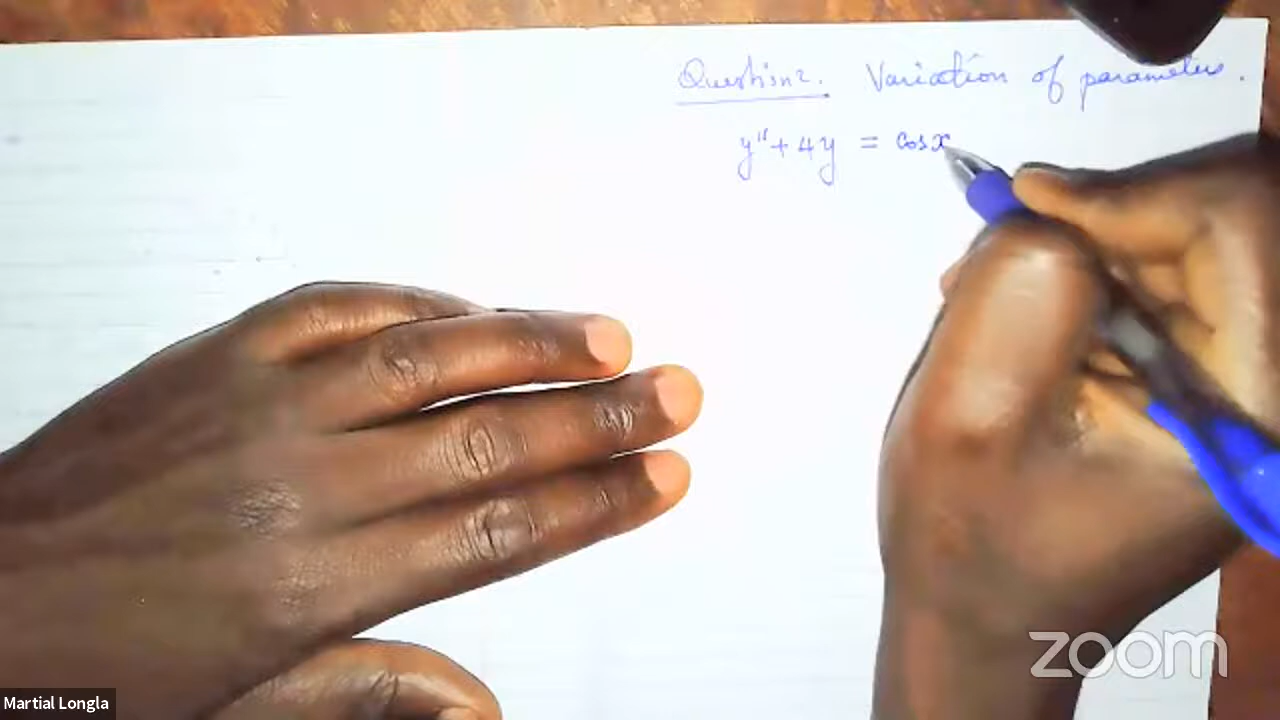 Question 2. Variation of parameters.
y'' + 4y = cos x
Martial Longla
zoom